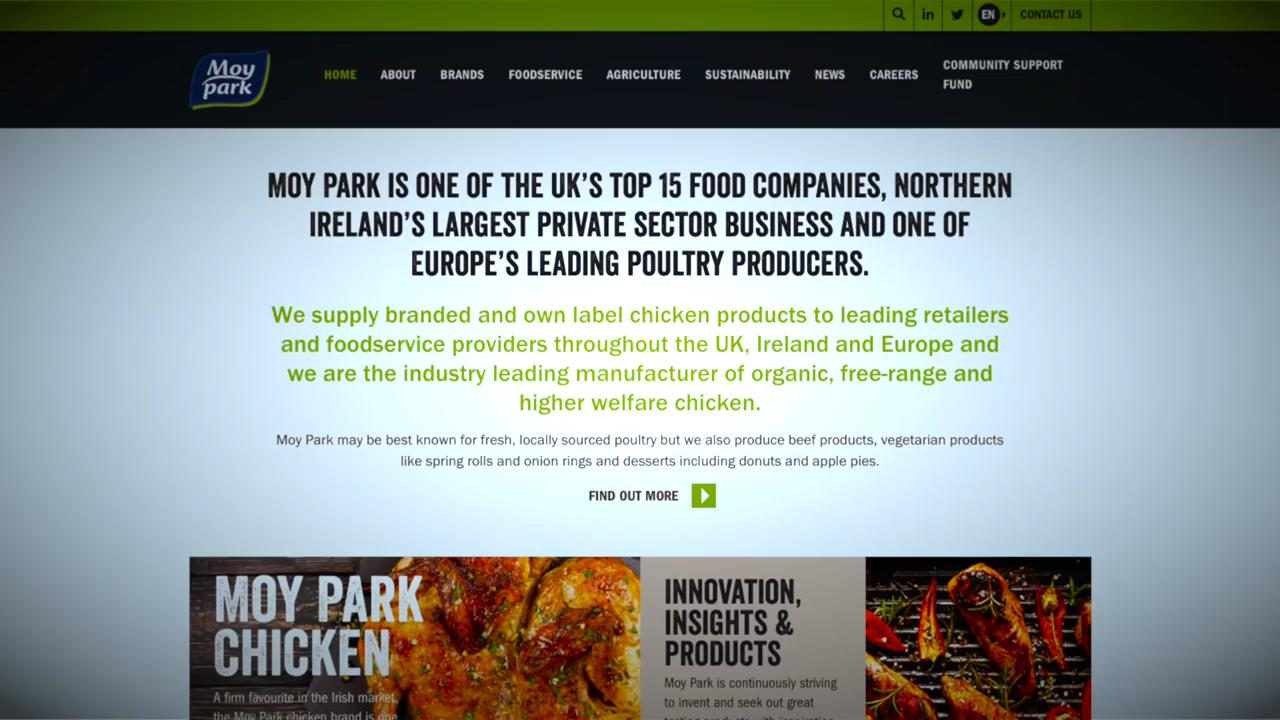 EN
CONTACT US
Moy
park
HOME
ABOUT
BRANDS
FOODSERVICE
AGRICULTURE
SUSTAINABILITY
NEWS
CAREERS
COMMUNITY SUPPORT
FUND
MOY PARK IS ONE OF THE UK'S TOP 15 FOOD COMPANIES, NORTHERN
IRELAND'S LARGEST PRIVATE SECTOR BUSINESS AND ONE OF
EUROPE'S LEADING POULTRY PRODUCERS.
We supply branded and own label chicken products to leading retailers
and foodservice providers throughout the UK, Ireland and Europe and
we are the industry leading manufacturer of organic, free-range and
higher welfare chicken.
Moy Park may be best known for fresh, locally sourced poultry but we also produce beef products, vegetarian products
like spring rolls and onion rings and desserts including donuts and apple pies.
FIND OUT MORE
MOY PARK
CHICKEN
A firm favourite in the Irish market,
the Moy Park chicken brand is one
INNOVATION,
INSIGHTS &
PRODUCTS
Moy Park is continuously striving
to invent and seek out great